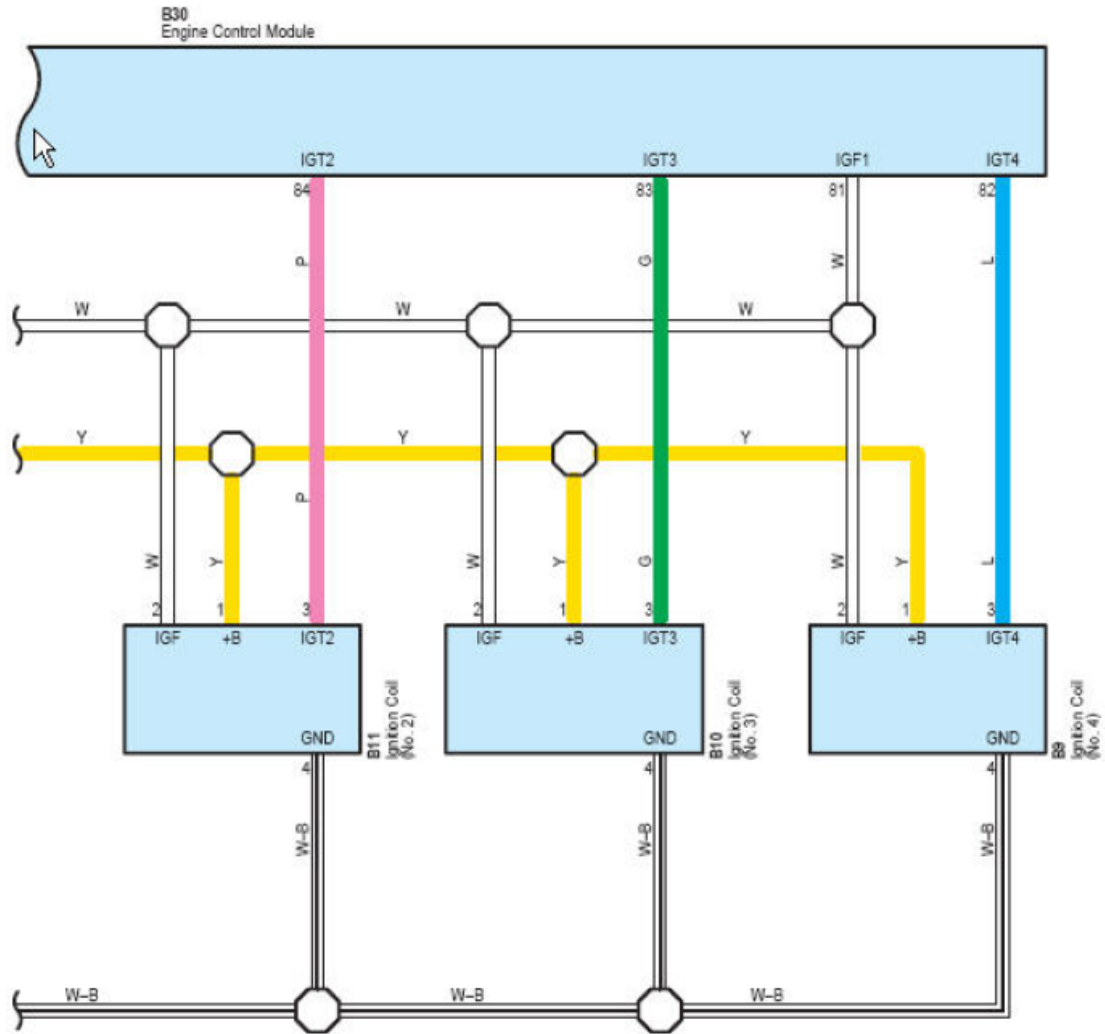 B30
Engine Control Module
IGT2
IGT3
IGF1
IGT4
84
83
81
82
P
G
W
L
W
W
W
Y
Y
Y
P
W
Y
W
Y
G
W
Y
L
2
1
3
2
1
3
2
1
3
IGF
+B
IGT2
IGF
+B
IGT3
IGF
+B
IGT4
GND
GND
GND
B11
Ignition Coil
(No. 2)
B10
Ignition Coil
(No. 3)
B9
Ignition Coil
(No. 4)
4
4
4
W–B
W–B
W–B
W–B
W–B
W–B